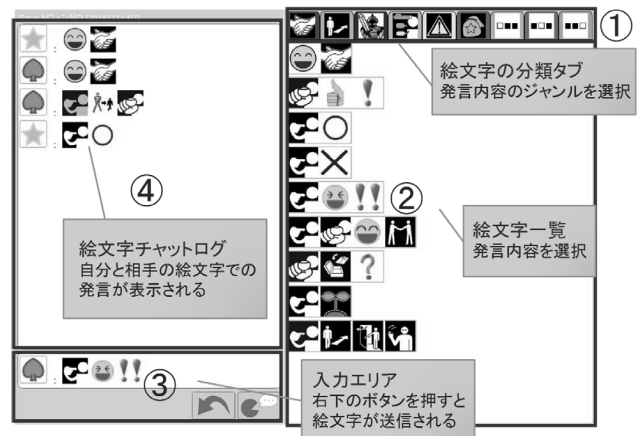 ①
絵文字の分類タブ
発言内容のジャンルを選択
②
絵文字一覧
発言内容を選択
④
絵文字チャットログ
自分と相手の絵文字での
発言が表示される
③
入力エリア
右下のボタンを押すと
絵文字が送信される